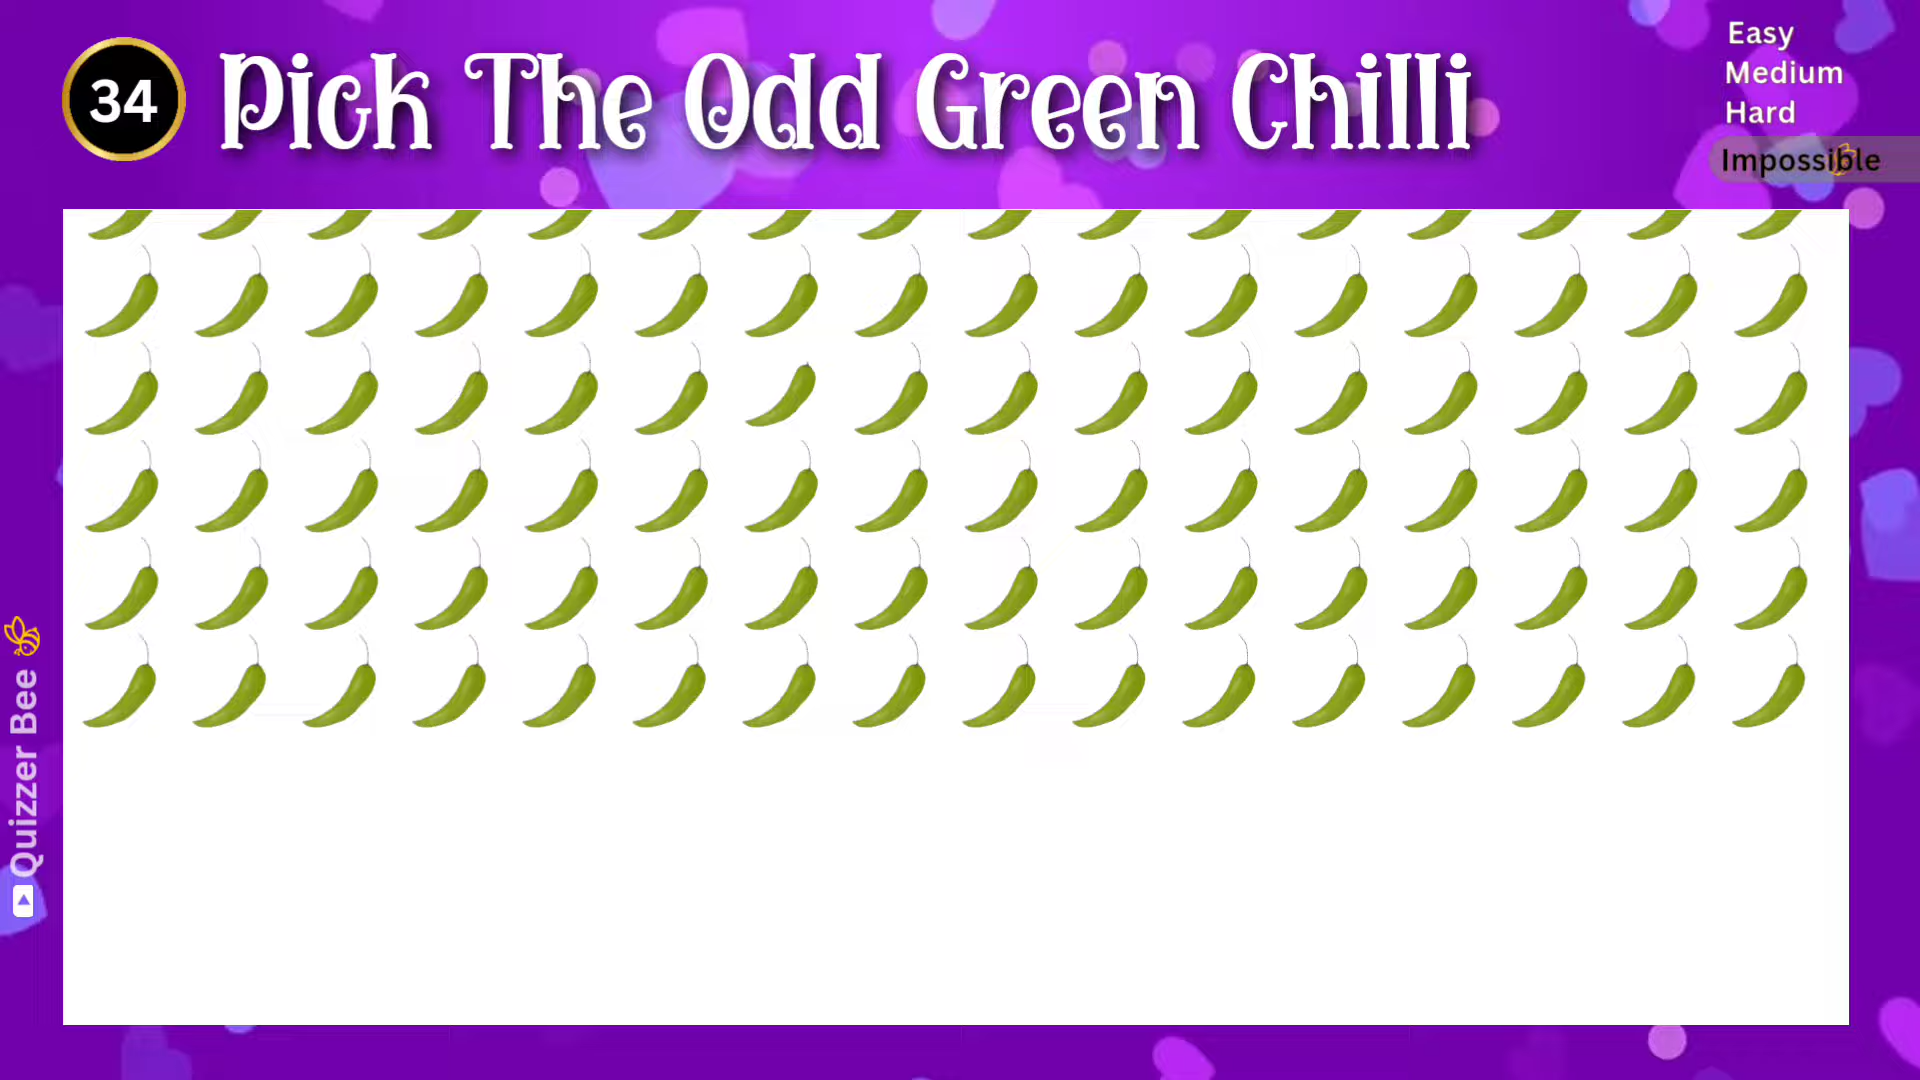 34
Pick The Odd Green Chilli
Easy
Medium
Hard
Impossible
Quizzer Bee